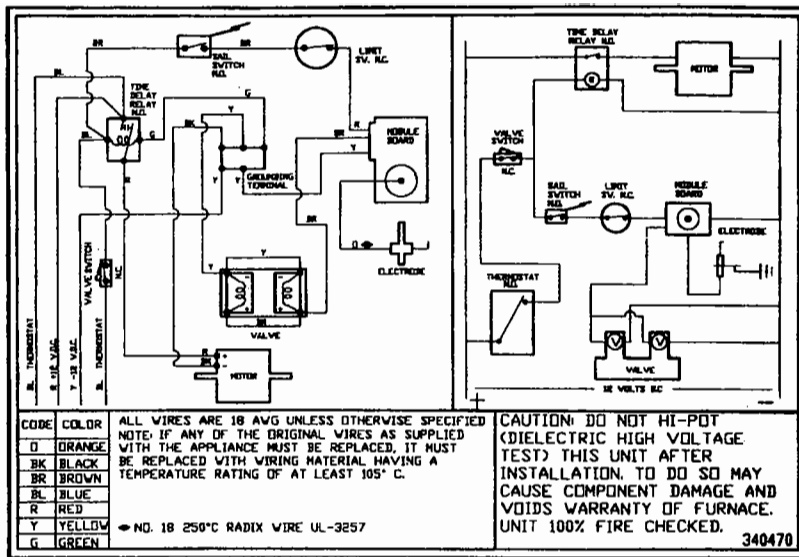 BR
SAIL
SWITCH
N.O.
BR
LIMIT
SW. N.C.
BL
TIME
DELAT
RELAY
N.O.
RH
BL
G
G
R
Y
Y
BK
Y
Y
GROUNDING
TERMINAL
R
BR
Y
MODULE
BOARD
BR
O
ELECTRODE
Y
BR
VALVE
VALVE SWITCH
N.C.
BL THERMOSTAT
R +12 V.D.C.
Y -12 V.D.C.
BL THERMOSTAT
R
BR
+
-
MOTOR
TIME DELAY
RELAY N.O.
MOTOR
VALVE
SWITCH
N.C.
SAIL
SWITCH
N.O.
LIMIT
SW. N.C.
MODULE
BOARD
ELECTRODE
THERMOSTAT
N.O.
V
V
VALVE
12 VOLTS DC
+
CODE COLOR
O ORANGE
BK BLACK
BR BROWN
BL BLUE
R RED
Y YELLOW
G GREEN
ALL WIRES ARE 18 AWG UNLESS OTHERWISE SPECIFIED
NOTE: IF ANY OF THE ORIGINAL WIRES AS SUPPLIED
WITH THE APPLIANCE MUST BE REPLACED, IT MUST
BE REPLACED WITH WIRING MATERIAL HAVING A
TEMPERATURE RATING OF AT LEAST 105° C.
NO. 18 250°C RADIX WIRE UL-3257
CAUTION: DO NOT HI-POT
(DIELECTRIC HIGH VOLTAGE
TEST) THIS UNIT AFTER
INSTALLATION. TO DO SO MAY
CAUSE COMPONENT DAMAGE AND
VOIDS WARRANTY OF FURNACE.
UNIT 100% FIRE CHECKED.
340470